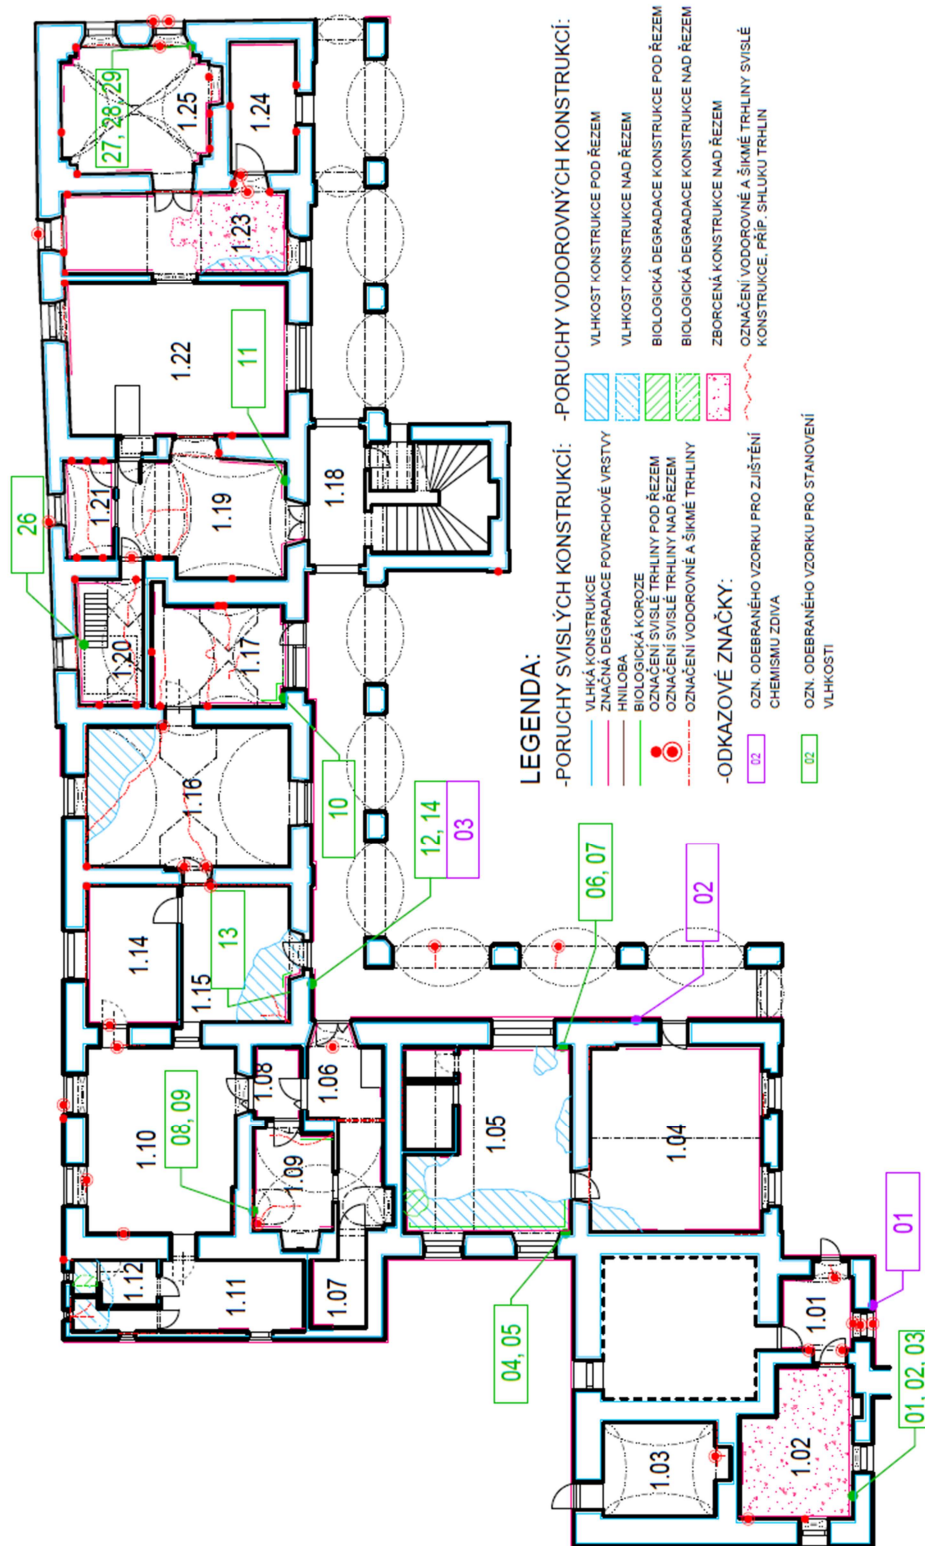 27, 28, 29
1.25
1.24
1.23
1.22
11
1.21
1.19
1.18
26
1.20
1.17
10
1.16
12, 14
03
1.14
13
1.15
06, 07
02
1.10
1.08
1.06
08, 09
1.09
1.05
1.04
1.12
1.11
1.07
04, 05
01
1.01
01, 02, 03
1.02
1.03
LEGENDA:
-PORUCHY SVISLÝCH KONSTRUKCÍ:
VLHKÁ KONSTRUKCE
ZNAČNÁ DEGRADACE POVRCHOVÉ VRSTVY
HNILOBA
BIOLOGICKÁ KOROZE
OZNAČENÍ SVISLÉ TRHLINY POD ŘEZEM
OZNAČENÍ SVISLÉ TRHLINY NAD ŘEZEM
OZNAČENÍ VODOROVNÉ A ŠIKMÉ TRHLINY
-PORUCHY VODOROVNÝCH KONSTRUKCÍ:
VLHKOST KONSTRUKCE POD ŘEZEM
VLHKOST KONSTRUKCE NAD ŘEZEM
BIOLOGICKÁ DEGRADACE KONSTRUKCE POD ŘEZEM
BIOLOGICKÁ DEGRADACE KONSTRUKCE NAD ŘEZEM
ZBORCENÁ KONSTRUKCE NAD ŘEZEM
OZNAČENÍ VODOROVNÉ A ŠIKMÉ TRHLINY SVISLÉ
KONSTRUKCE, PŘÍP. SHLUKU TRHLIN
-ODKAZOVÉ ZNAČKY:
02
OZN. ODEBRANÉHO VZORKU PRO ZJIŠTĚNÍ
CHEMISMU ZDIVA
02
OZN. ODEBRANÉHO VZORKU PRO STANOVENÍ
VLHKOSTI